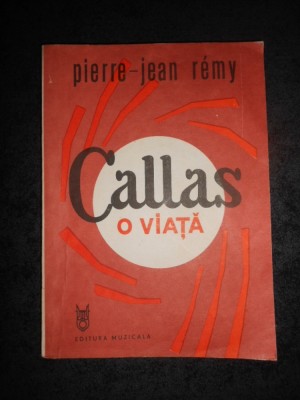 pierre-jean rémy
Callas
O VIAȚĂ
EDITURA MUZICALĂ